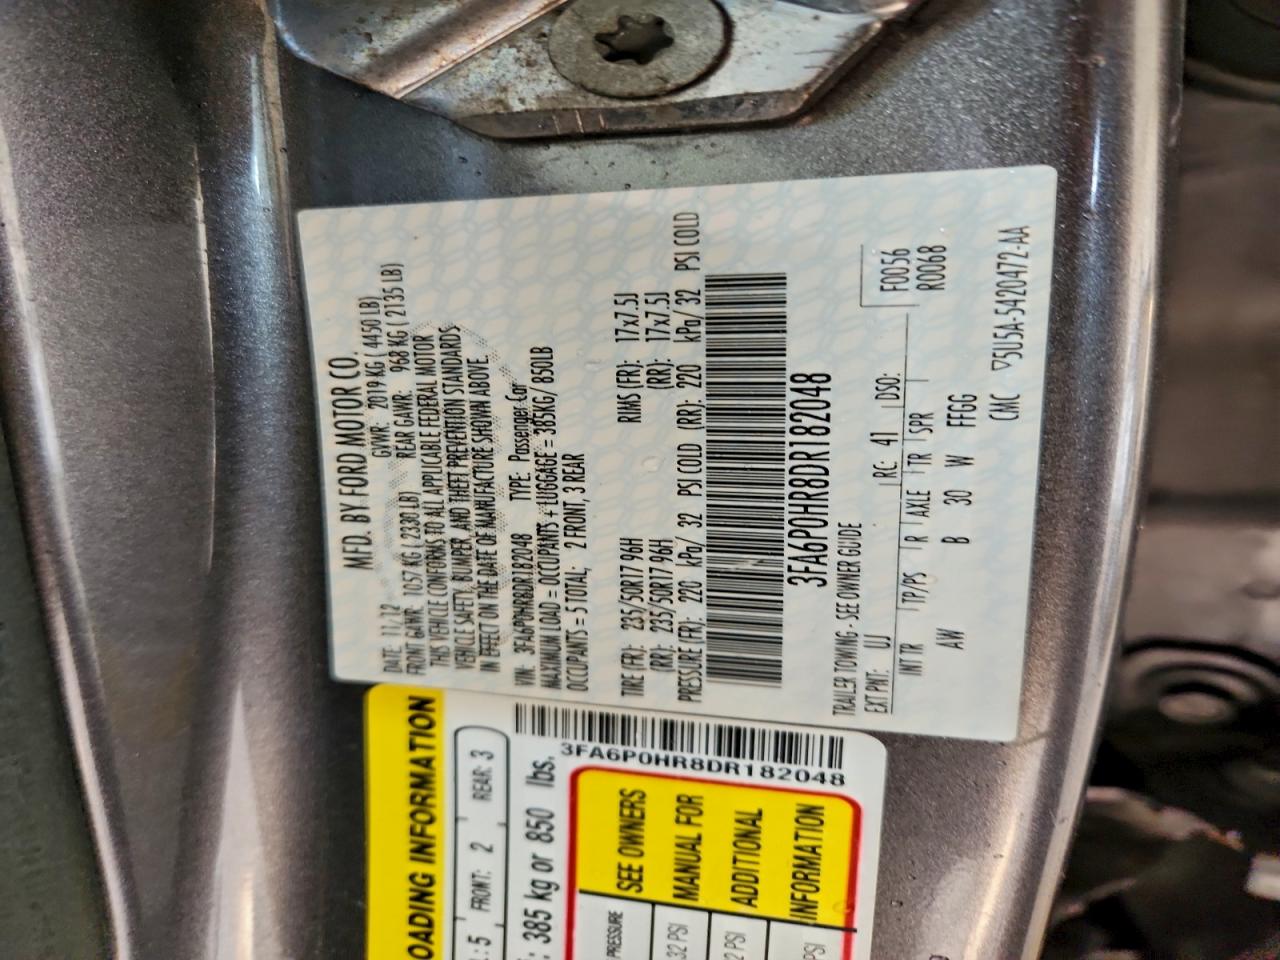 MFD. BY FORD MOTOR CO.
DATE: 11/12 GVWR: 2019 KG ( 4450 LB)
FRONT GAWR: 1057 KG ( 2330 LB) REAR GAWR: 968 KG ( 2135 LB)
THIS VEHICLE CONFORMS TO ALL APPLICABLE FEDERAL MOTOR
VEHICLE SAFETY, BUMPER, AND THEFT PREVENTION STANDARDS
IN EFFECT ON THE DATE OF MANUFACTURE SHOWN ABOVE.
VIN: 3FA6P0HR8DR182048 TYPE: Passenger Car
MAXIMUM LOAD = OCCUPANTS + LUGGAGE = 385KG/ 850LB
OCCUPANTS = 5 TOTAL; 2 FRONT, 3 REAR
TIRE (FR): 235/50R17 96H RIMS (FR): 17x7.5J
(RR): 235/50R17 96H (RR): 17x7.5J
PRESSURE (FR): 220 kPa/ 32 PSI COLD (RR): 220 kPa/ 32 PSI COLD
3FA6P0HR8DR182048
TRAILER TOWING - SEE OWNER GUIDE
EXT PNT: UJ RC: 41 DSO: F0056
INT TR TP/PS R AXLE TR SPR R0068
AW B 30 W FFGG
CMC ▽5U5A-5420472-AA
OADING INFORMATION
: 5 FRONT: 2 REAR: 3
: 385 kg or 850 lbs.
3FA6P0HR8DR182048
PRESSURE SEE OWNERS
32 PSI MANUAL FOR
2 PSI ADDITIONAL
PSI INFORMATION